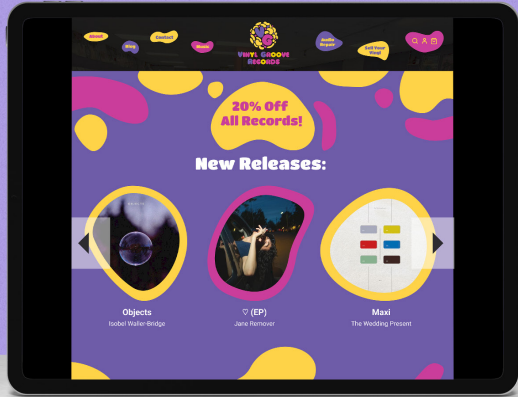 About
Blog
Contact
Music
VG
Vinyl Groove
Records
Audio
Repair
Sell Your
Vinyl
20% Off
All Records!
New Releases:
Objects
Isobel Waller-Bridge
♡ (EP)
Jane Remover
Maxi
The Wedding Present